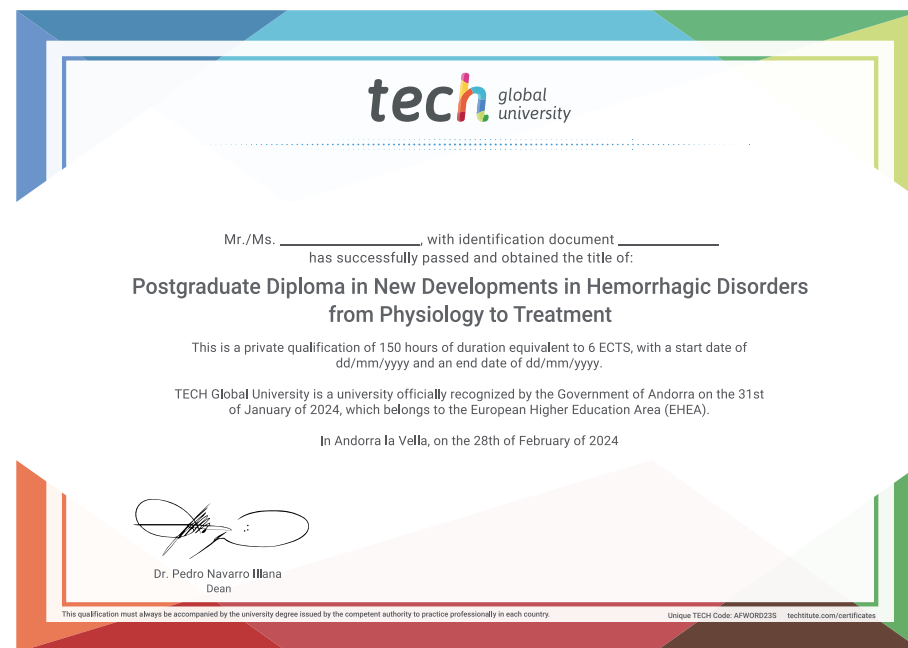 tech global university
Mr./Ms. ____________, with identification document ____________
has successfully passed and obtained the title of:
Postgraduate Diploma in New Developments in Hemorrhagic Disorders
from Physiology to Treatment
This is a private qualification of 150 hours of duration equivalent to 6 ECTS, with a start date of
dd/mm/yyyy and an end date of dd/mm/yyyy.
TECH Global University is a university officially recognized by the Government of Andorra on the 31st
of January of 2024, which belongs to the European Higher Education Area (EHEA).
In Andorra la Vella, on the 28th of February of 2024
Dr. Pedro Navarro Illana
Dean
This qualification must always be accompanied by the university degree issued by the competent authority to practice professionally in each country.
Unique TECH Code: AFWORD23S techtitute.com/certificates